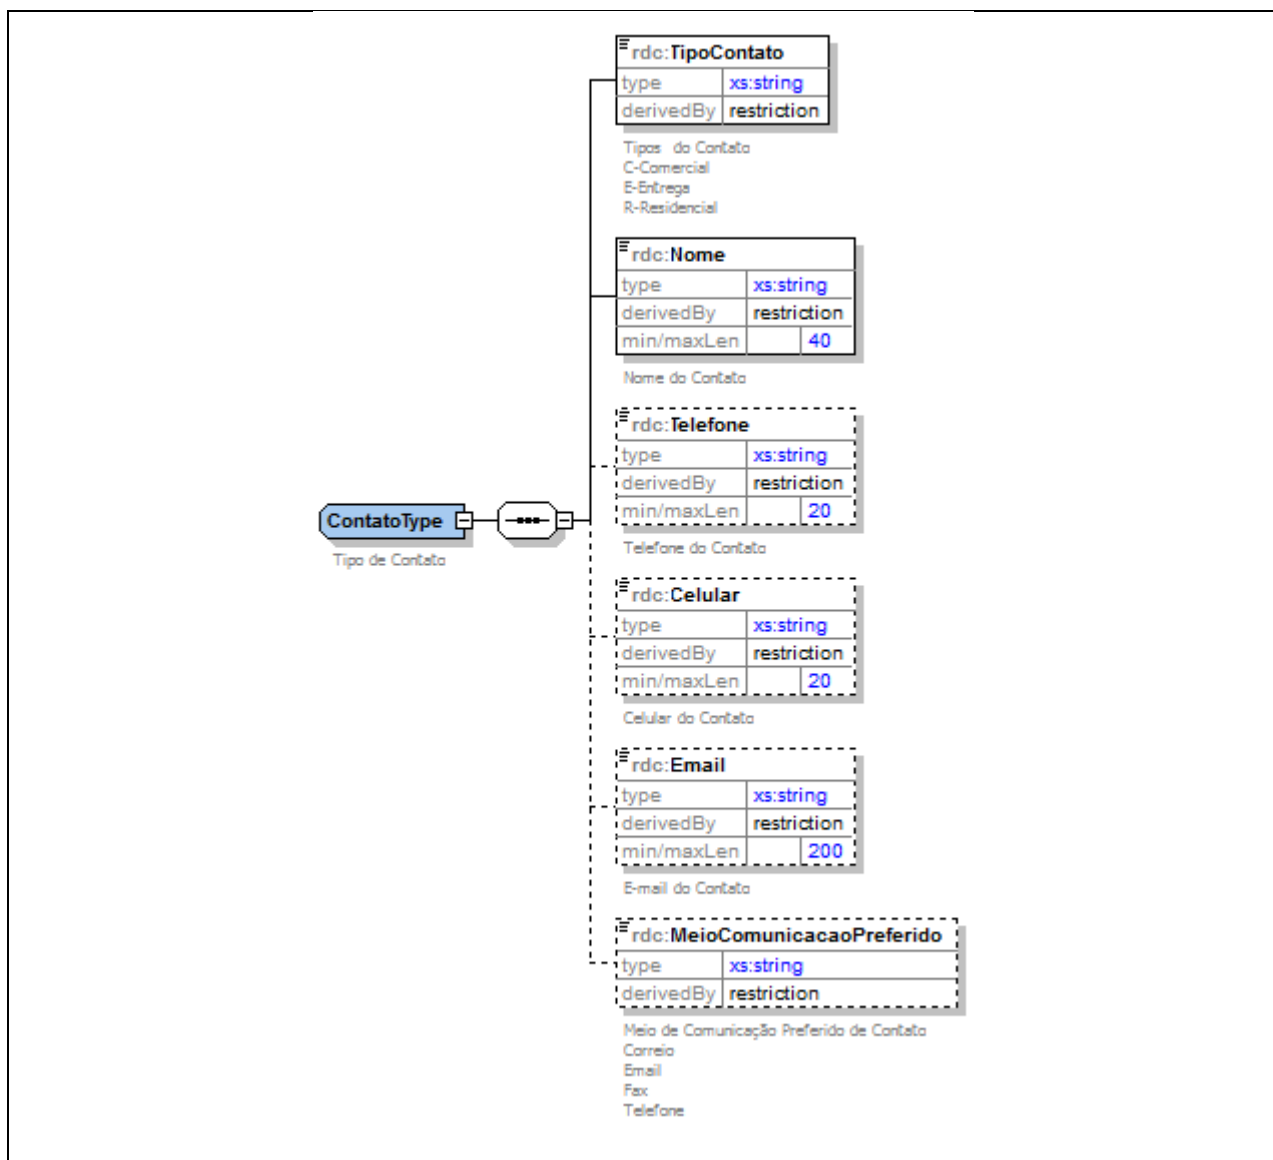 rdc:TipoContato
type xs:string
derivedBy restriction
Tipos do Contato
C-Comercial
E-Entrega
R-Residencial
rdc:Nome
type xs:string
derivedBy restriction
min/maxLen 40
Nome do Contato
rdc:Telefone
type xs:string
derivedBy restriction
min/maxLen 20
Telefone do Contato
ContatoType
Tipo de Contato
rdc:Celular
type xs:string
derivedBy restriction
min/maxLen 20
Celular do Contato
rdc:Email
type xs:string
derivedBy restriction
min/maxLen 200
E-mail do Contato
rdc:MeioComunicacaoPreferido
type xs:string
derivedBy restriction
Meio de Comunicação Preferido de Contato
Correio
Email
Fax
Telefone